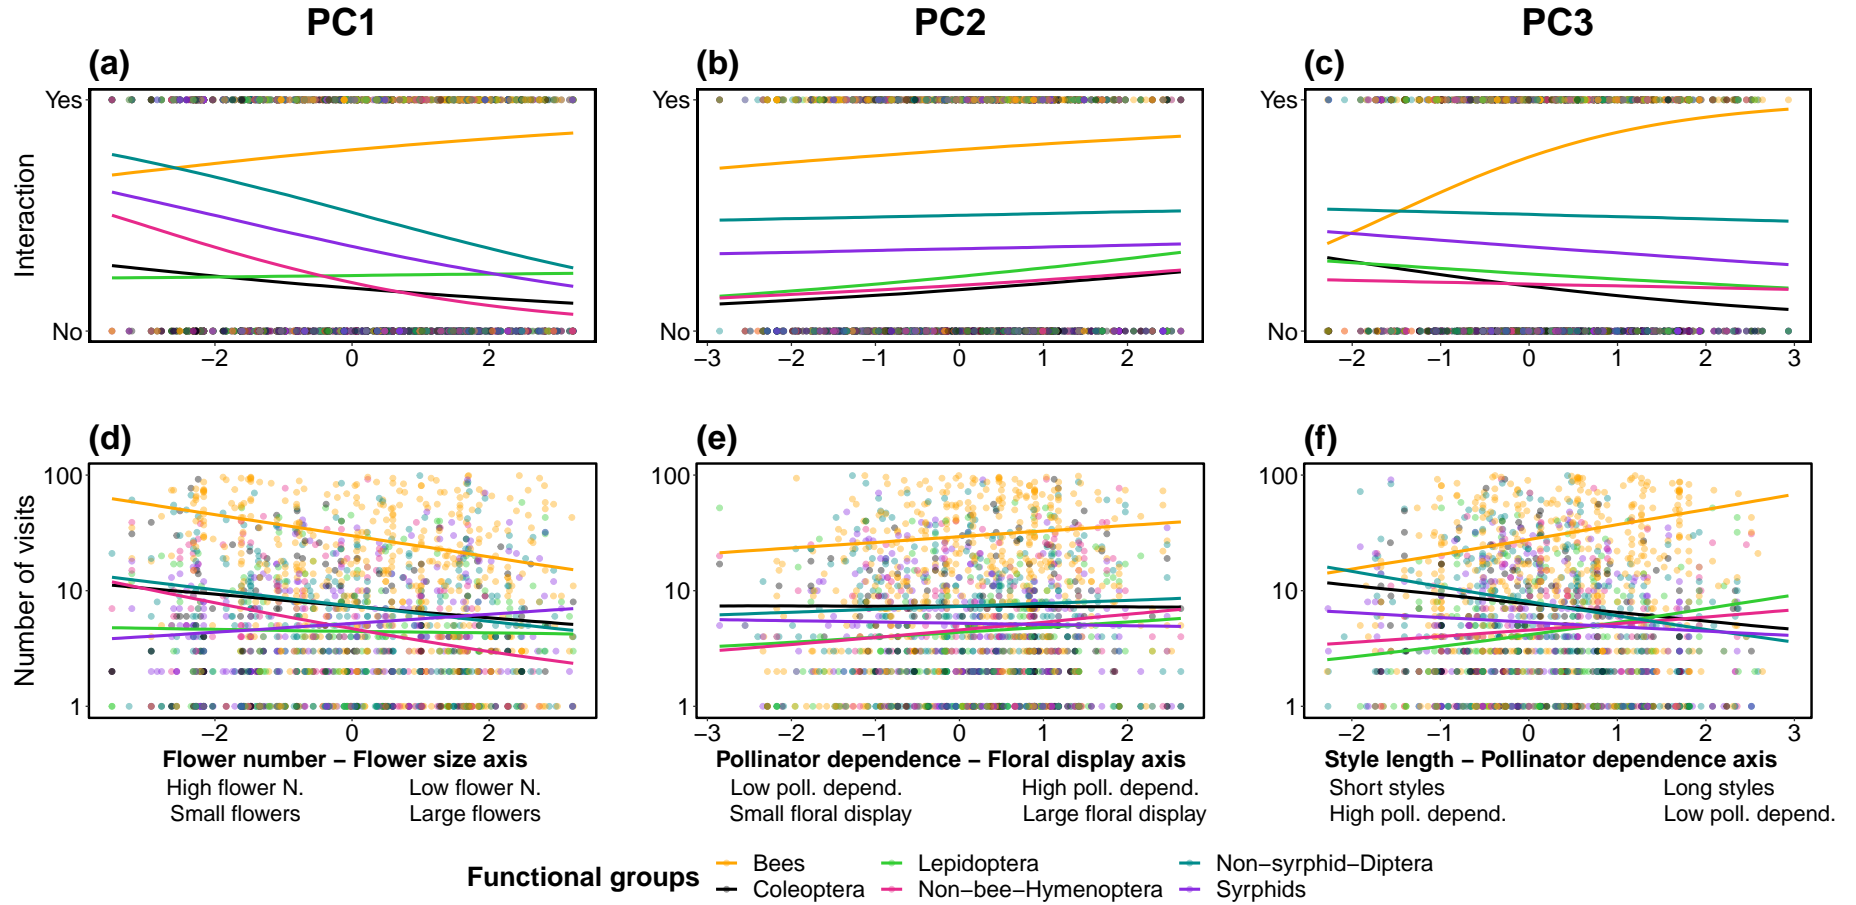 PC1 PC2 PC3
(a) (b) (c)
Interaction
Yes
No
−2 0 2
Yes
No
−3 −2 −1 0 1 2
Yes
No
−2 −1 0 1 2 3
(d) (e) (f)
Number of visits
100
10
1
−2 0 2
100
10
1
−3 −2 −1 0 1 2
100
10
1
−2 −1 0 1 2 3
Flower number − Flower size axis
High flower N. Low flower N.
Small flowers Large flowers
Pollinator dependence − Floral display axis
Low poll. depend. High poll. depend.
Small floral display Large floral display
Style length − Pollinator dependence axis
Short styles Long styles
High poll. depend. Low poll. depend.
Functional groups
Bees Lepidoptera Non−syrphid−Diptera
Coleoptera Non−bee−Hymenoptera Syrphids